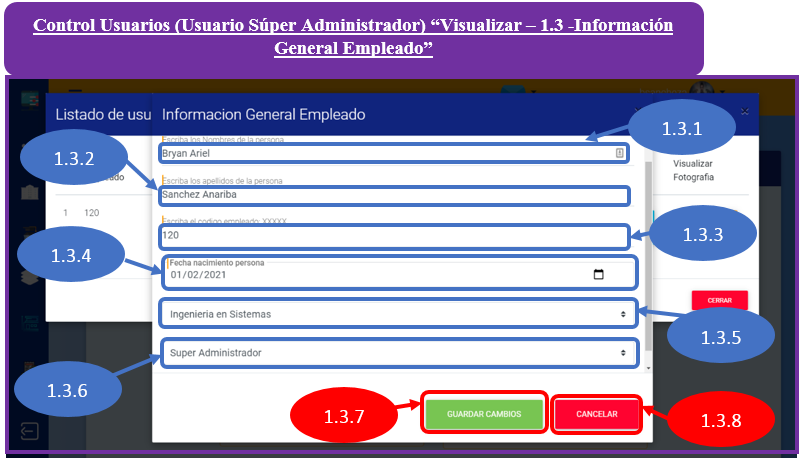 Control Usuarios (Usuario Súper Administrador) “Visualizar – 1.3 -Información
General Empleado”
Listado de usu
Informacion General Empleado
Escriba los Nombres de la persona
Bryan Ariel
1.3.1
1.3.2
Visualizar
Fotografia
Escriba los apellidos de la persona
Sanchez Anariba
1 120
Escriba el codigo empleado: XXXXX
120
1.3.3
1.3.4
Fecha nacimiento persona
01/02/2021
CERRAR
Ingenieria en Sistemas
1.3.5
Super Administrador
1.3.6
1.3.7
GUARDAR CAMBIOS
CANCELAR
1.3.8